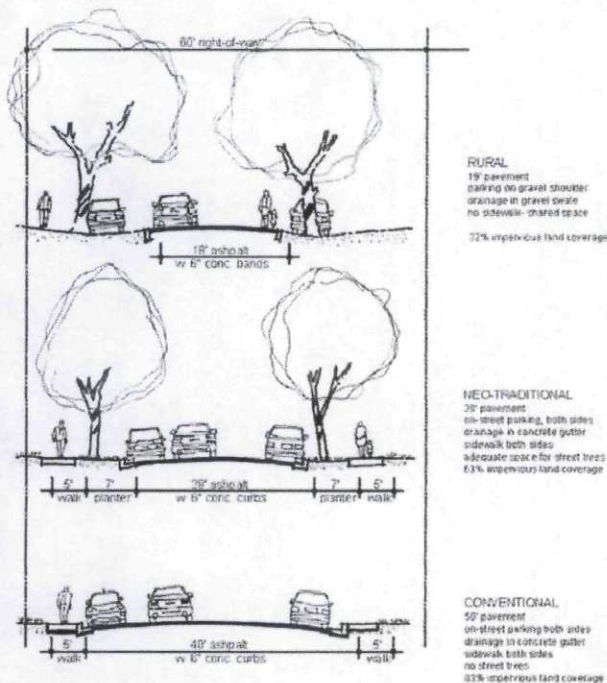 60' right-of-way
RURAL
19' pavement
parking on gravel shoulder
drainage in gravel swale
no sidewalk- shared space
32% impervious land coverage
18' ashpalt
w 6" conc. bands
NEO-TRADITIONAL
38' pavement
on-street parking, both sides
drainage in concrete gutter
sidewalk both sides
adequate space for street trees
63% impervious land coverage
5' 7' 28' ashpalt 7' 5'
walk planter w 6" conc. curbs planter walk
CONVENTIONAL
50' pavement
on-street parking both sides
drainage in concrete gutter
sidewalk both sides
no street trees
83% impervious land coverage
5' 40' ashpalt 5'
walk w 6" conc. curbs walk